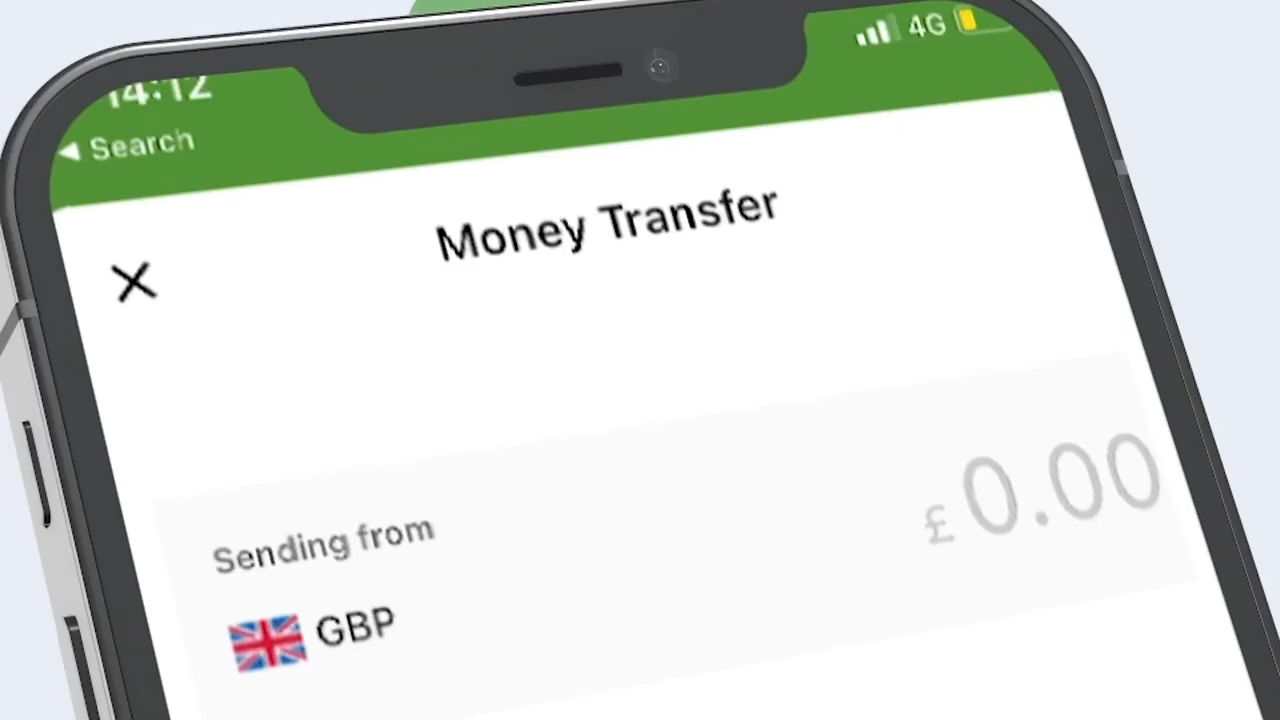 14:12
4G
◀ Search
Money Transfer
Sending from
£0.00
GBP